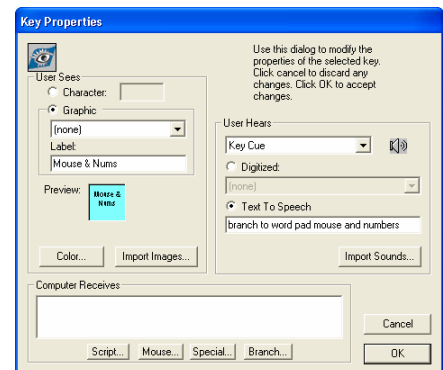 Key Properties
Use this dialog to modify the
properties of the selected key.
Click cancel to discard any
changes. Click OK to accept
changes.
User Sees
Character:
Graphic
(none)
Label:
Mouse & Nums
Preview:
Mouse &
Nums
Color...
Import Images...
User Hears
Key Cue
Digitized:
(none)
Text To Speech
branch to word pad mouse and numbers
Import Sounds...
Computer Receives
Script...
Mouse...
Special...
Branch...
Cancel
OK